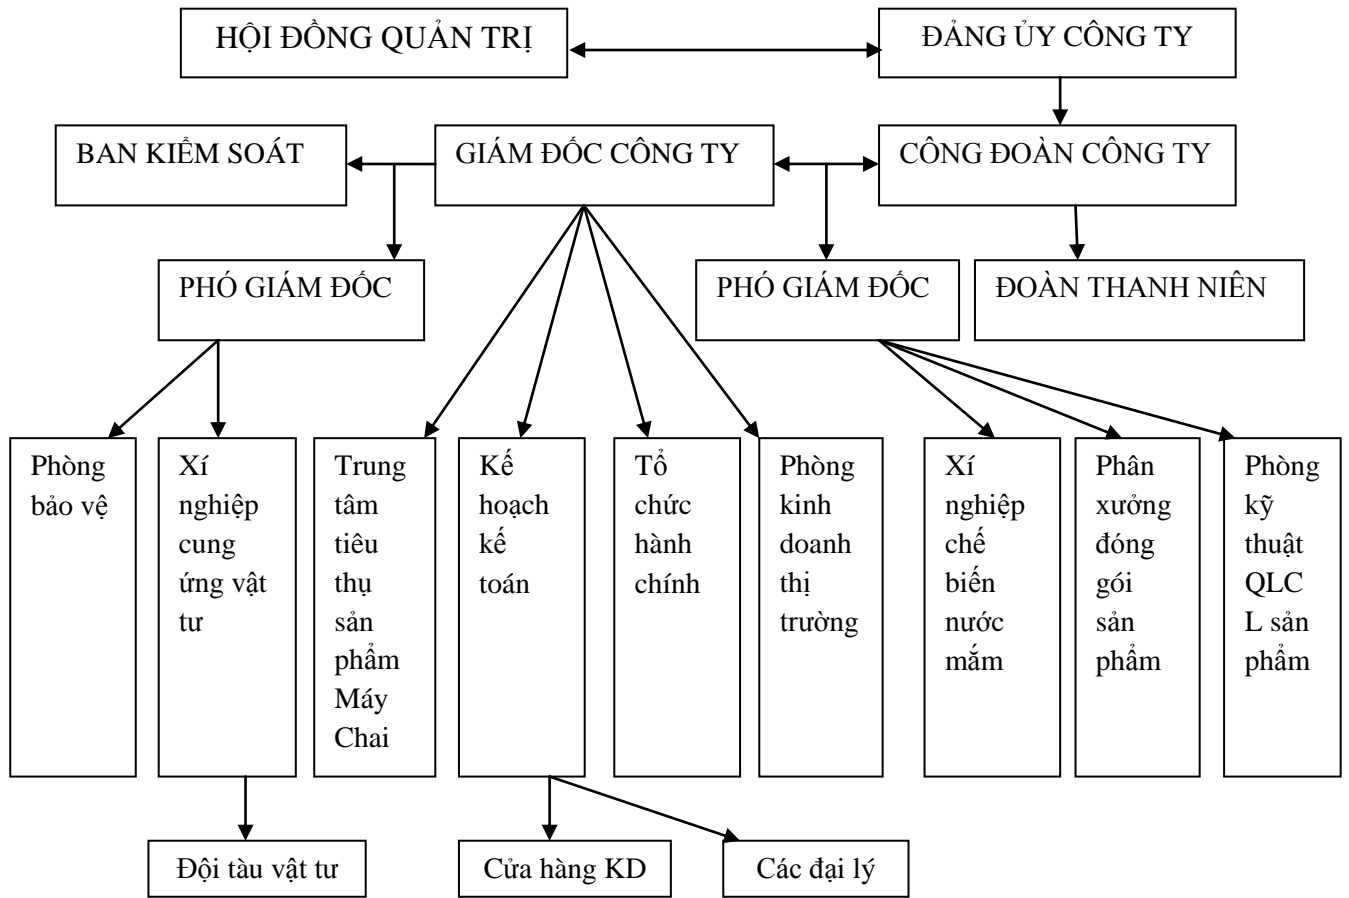 HỘI ĐỒNG QUẢN TRỊ
ĐẢNG ỦY CÔNG TY
BAN KIỂM SOÁT
GIÁM ĐỐC CÔNG TY
CÔNG ĐOÀN CÔNG TY
PHÓ GIÁM ĐỐC
PHÓ GIÁM ĐỐC
ĐOÀN THANH NIÊN
Phòng
bảo vệ
Xí
nghiệp
cung
ứng vật
tư
Trung
tâm
tiêu
thụ
sản
phẩm
Máy
Chai
Kế
hoạch
kế
toán
Tổ
chức
hành
chính
Phòng
kinh
doanh
thị
trường
Xí
nghiệp
chế
biến
nước
mắm
Phân
xưởng
đóng
gói
sản
phẩm
Phòng
kỹ
thuật
QLC
L sản
phẩm
Đội tàu vật tư
Cửa hàng KD
Các đại lý